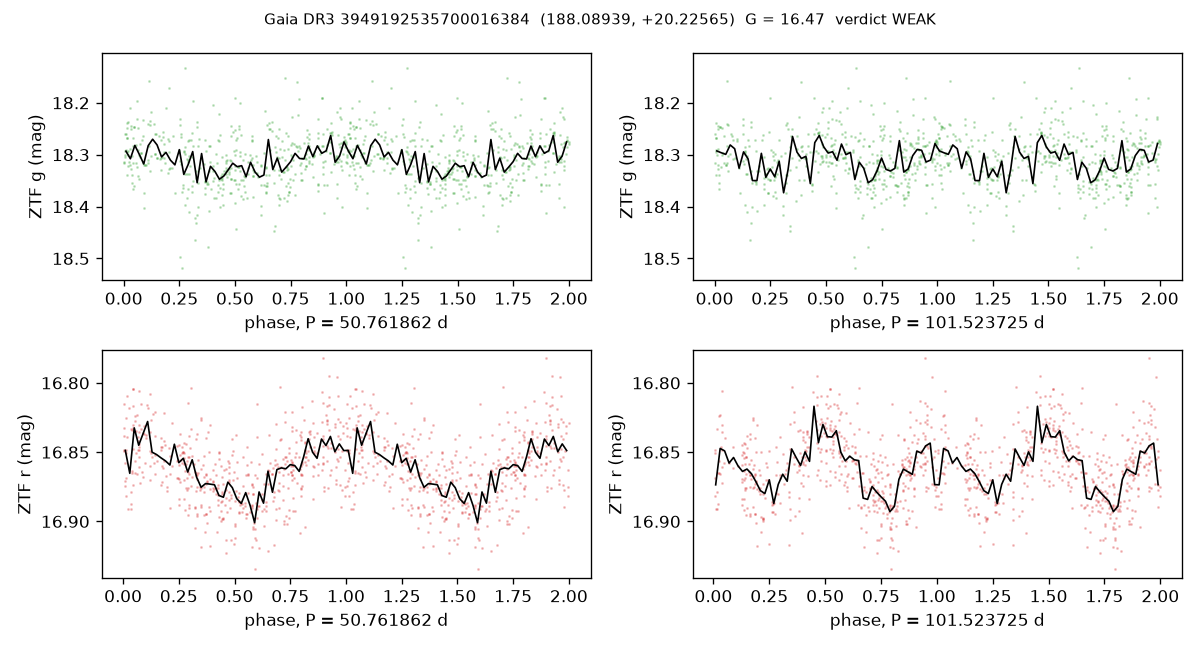 Gaia DR3 3949192535700016384 (188.08939, +20.22565) G = 16.47 verdict WEAK
ZTF g (mag)
18.2
18.3
18.4
18.5
0.00 0.25 0.50 0.75 1.00 1.25 1.50 1.75 2.00
phase, P = 50.761862 d
ZTF g (mag)
18.2
18.3
18.4
18.5
0.00 0.25 0.50 0.75 1.00 1.25 1.50 1.75 2.00
phase, P = 101.523725 d
ZTF r (mag)
16.80
16.85
16.90
0.00 0.25 0.50 0.75 1.00 1.25 1.50 1.75 2.00
phase, P = 50.761862 d
ZTF r (mag)
16.80
16.85
16.90
0.00 0.25 0.50 0.75 1.00 1.25 1.50 1.75 2.00
phase, P = 101.523725 d